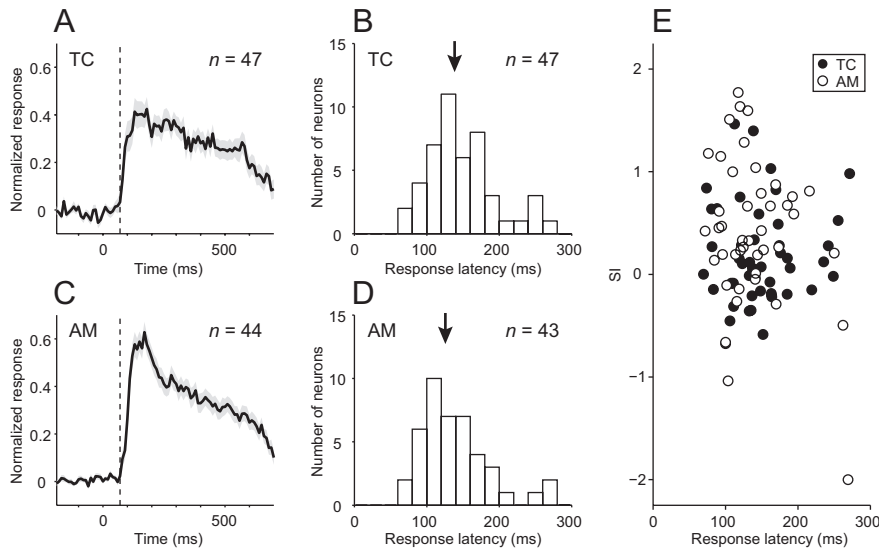 A
TC
n = 47
Normalized response
0.6
0.4
0.2
0
0
500
Time (ms)
B
TC
n = 47
Number of neurons
15
10
5
0
0
100
200
300
Response latency (ms)
C
AM
n = 44
Normalized response
0.6
0.4
0.2
0
0
500
Time (ms)
D
AM
n = 43
Number of neurons
15
10
5
0
0
100
200
300
Response latency (ms)
E
TC
AM
SI
2
1
0
−1
−2
0
100
200
300
Response latency (ms)